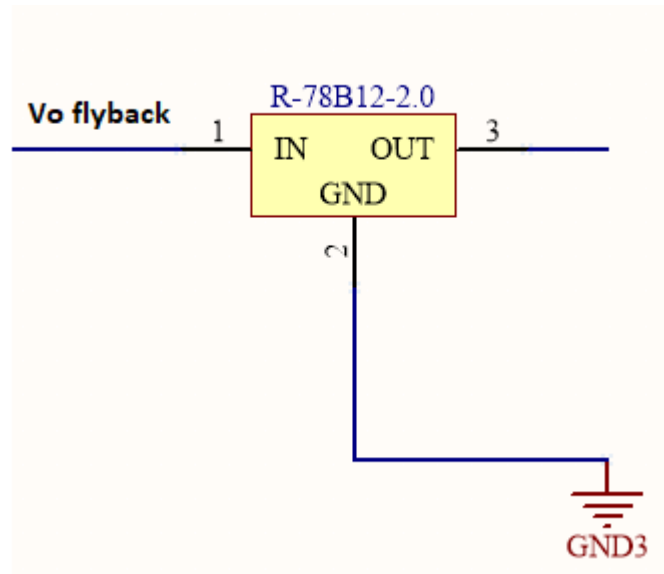 R-78B12-2.0
Vo flyback
1
IN
OUT
3
GND
2
GND3